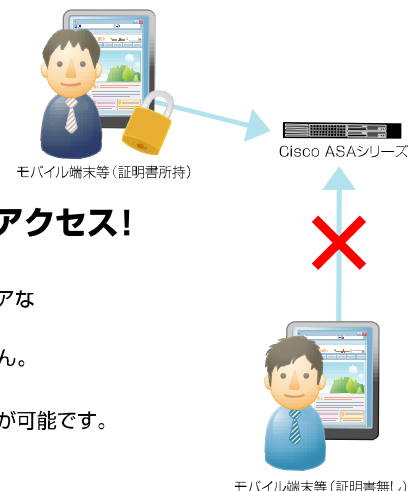 モバイル端末等（証明書所持）
Cisco ASAシリーズ
アクセス！
アな
ん。
が可能です。
モバイル端末等（証明書無し）